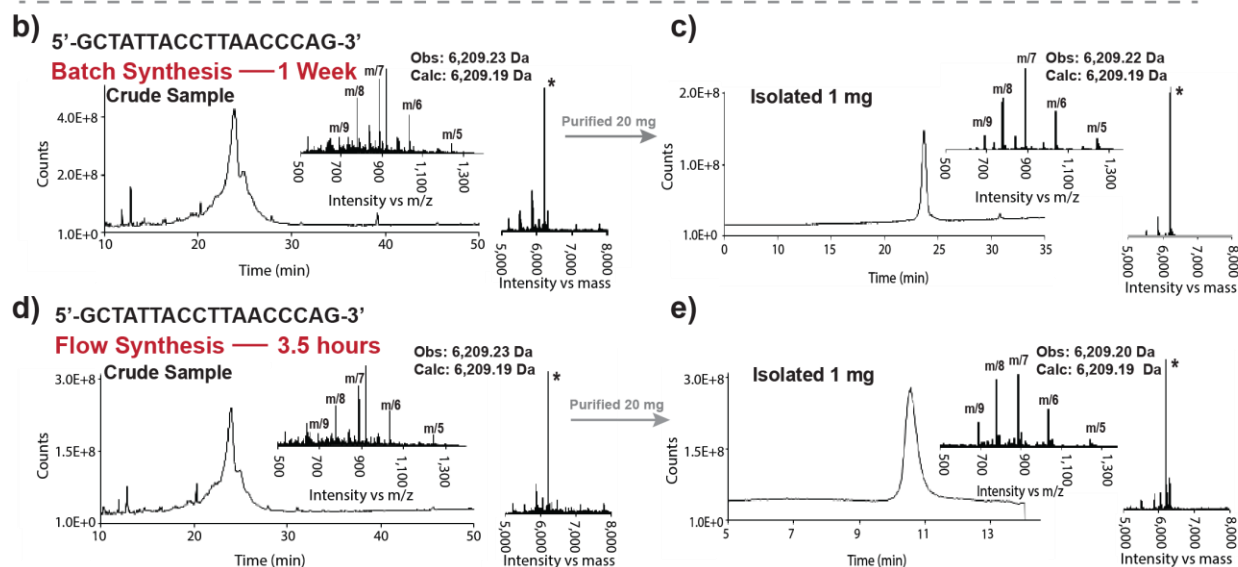 b)
5'-GCTATTACCTTAACCCAG-3'
Batch Synthesis — 1 Week
Crude Sample
Obs: 6,209.23 Da
Calc: 6,209.19 Da
*
m/9
m/8
m/7
m/6
m/5
500
700
900
1,100
1,300
Intensity vs m/z
4.0E+8
2.0E+8
1.0E+0
Counts
10
20
30
40
50
Time (min)
5,000
6,000
7,000
8,000
Intensity vs mass
Purified 20 mg
c)
Isolated 1 mg
Obs: 6,209.22 Da
Calc: 6,209.19 Da
*
m/9
m/8
m/7
m/6
m/5
500
700
900
1,100
1,300
Intensity vs m/z
2.0E+8
1.0E+8
1.0E+0
Counts
0
5
10
15
20
25
30
35
Time (min)
5,000
6,000
7,000
8,000
Intensity vs mass
d)
5'-GCTATTACCTTAACCCAG-3'
Flow Synthesis — 3.5 hours
Crude Sample
Obs: 6,209.23 Da
Calc: 6,209.19 Da
*
m/9
m/8
m/7
m/6
m/5
500
700
900
1,100
1,300
Intensity vs m/z
3.0E+8
1.5E+8
1.0E+0
Counts
10
20
30
40
50
Time (min)
5,000
6,000
7,000
8,000
Intensity vs mass
Purified 20 mg
e)
Isolated 1 mg
Obs: 6,209.20 Da
Calc: 6,209.19 Da
*
m/9
m/8
m/7
m/6
m/5
500
700
900
1,100
1,300
Intensity vs m/z
3.0E+8
1.5E+8
1.0E+0
Counts
5
7
9
11
13
Time (min)
5,000
6,000
7,000
8,000
Intensity vs mass